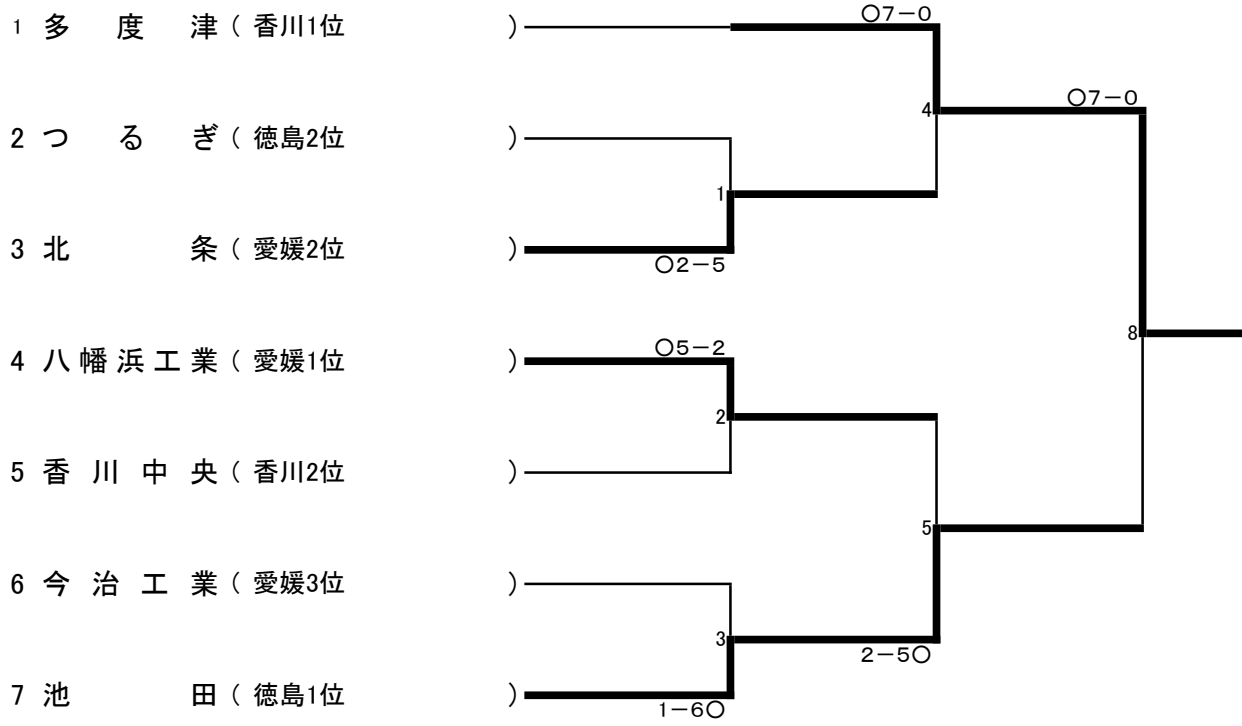 1 多度津 ( 香川1位 )
○7－0
○7－0
4
2 つるぎ ( 徳島2位 )
1
3 北条 ( 愛媛2位 )
○2－5
8
4 八幡浜工業 ( 愛媛1位 )
○5－2
2
5 香川中央 ( 香川2位 )
5
6 今治工業 ( 愛媛3位 )
3
2－5○
7 池田 ( 徳島1位 )
1－6○